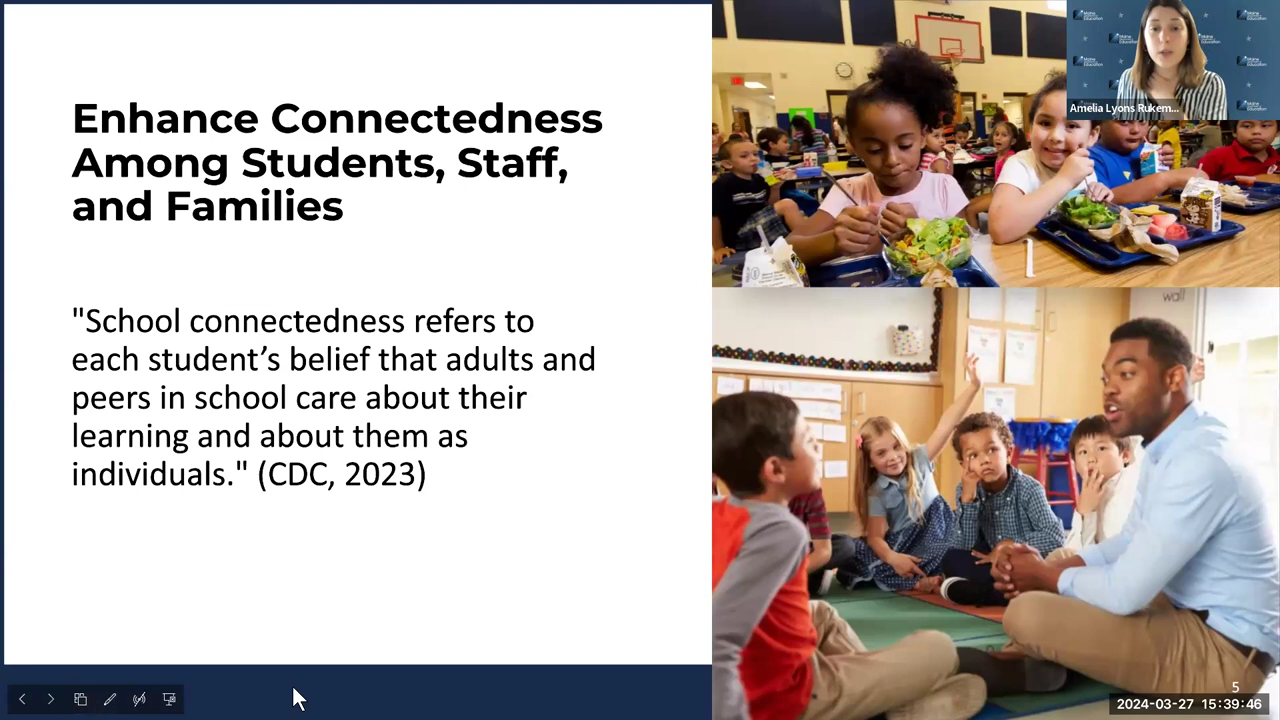 Enhance Connectedness
Among Students, Staff,
and Families
"School connectedness refers to
each student’s belief that adults and
peers in school care about their
learning and about them as
individuals." (CDC, 2023)
Amelia Lyons Rukem...
wall
5
2024-03-27 15:39:46